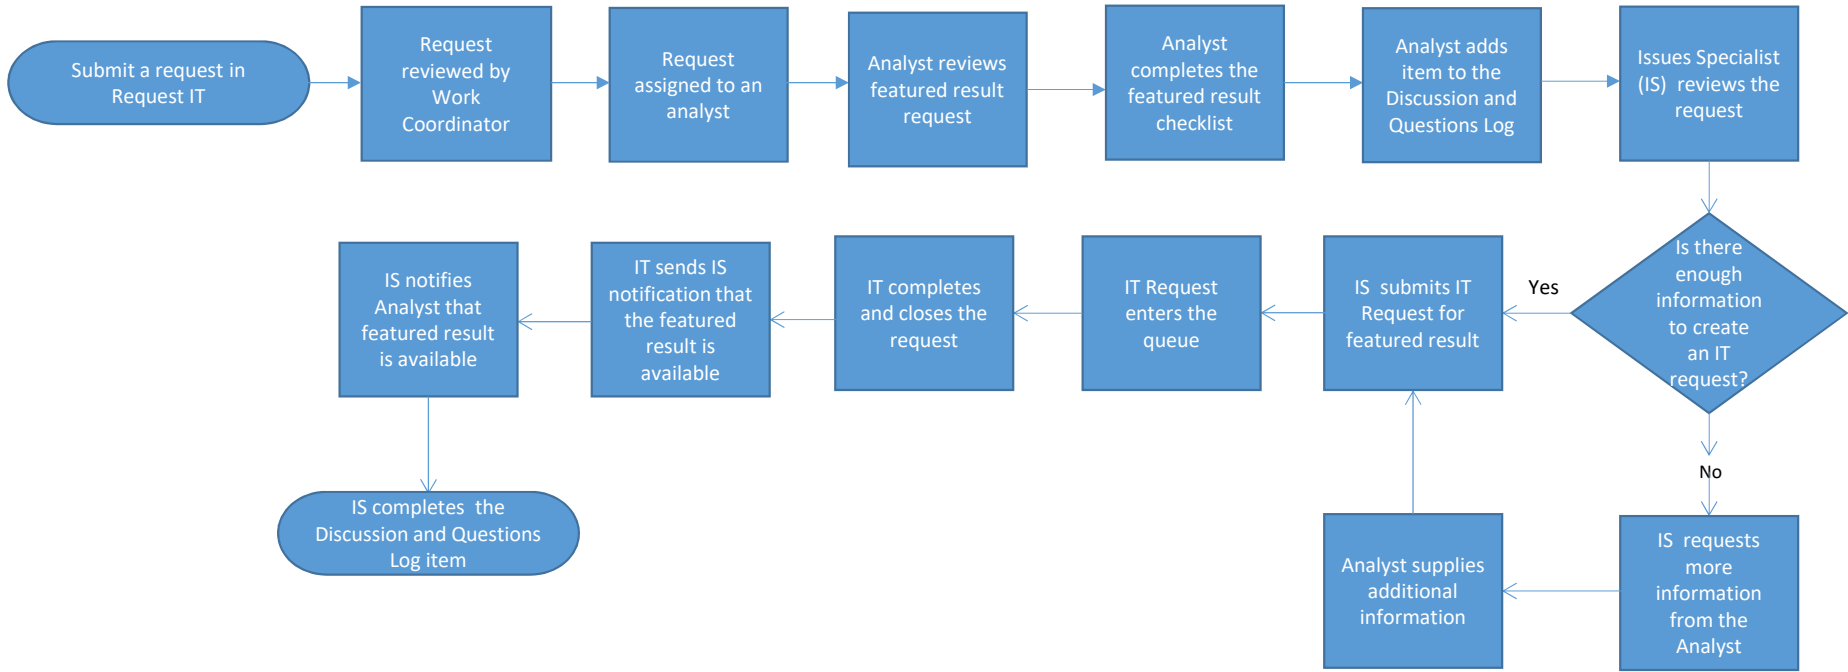 Submit a request in
Request IT
Request
reviewed by
Work
Coordinator
Request
assigned to an
analyst
Analyst reviews
featured result
request
Analyst
completes the
featured result
checklist
Analyst adds
item to the
Discussion and
Questions Log
Issues Specialist
(IS) reviews the
request
Is there
enough
information
to create
an IT
request?
Yes
IS submits IT
Request for
featured result
IT Request
enters the
queue
IT completes
and closes the
request
IT sends IS
notification that
the featured
result is
available
IS notifies
Analyst that
featured result
is available
IS completes the
Discussion and Questions
Log item
No
IS requests
more
information
from the
Analyst
Analyst supplies
additional
information